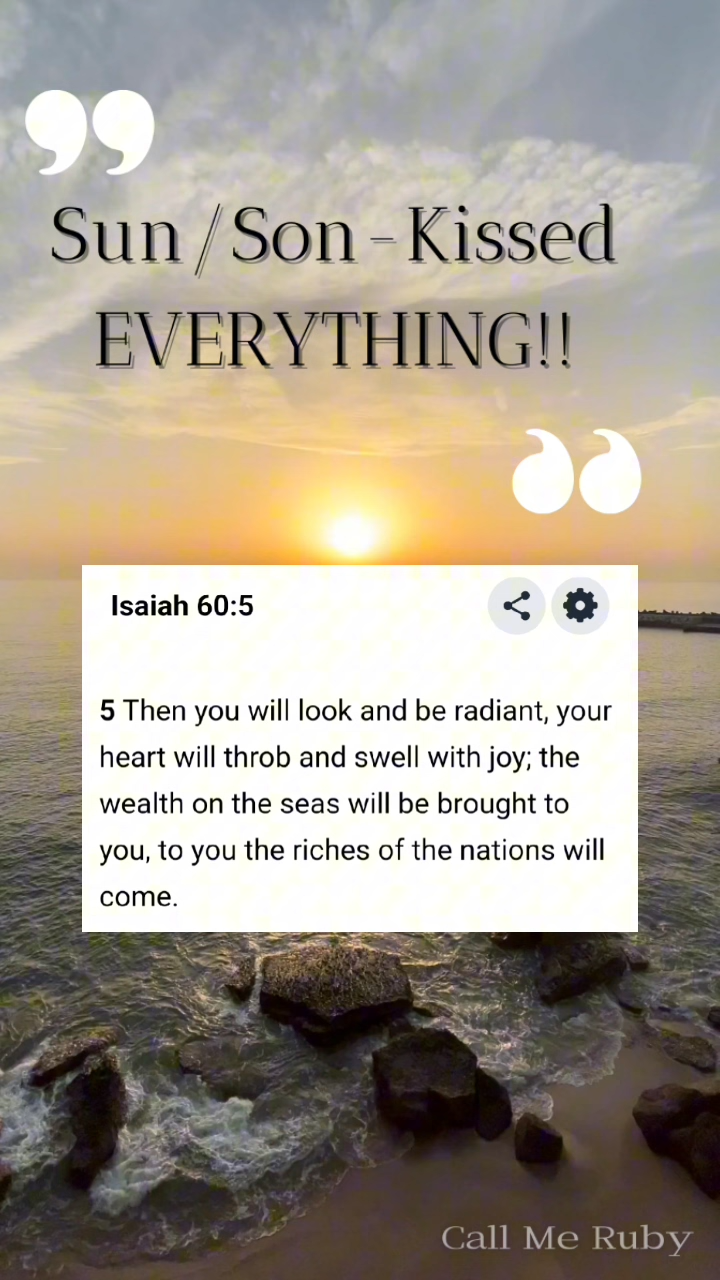 ”
Sun / Son - Kissed
EVERYTHING!!
“
Isaiah 60:5
5 Then you will look and be radiant, your
heart will throb and swell with joy; the
wealth on the seas will be brought to
you, to you the riches of the nations will
come.
Call Me Ruby